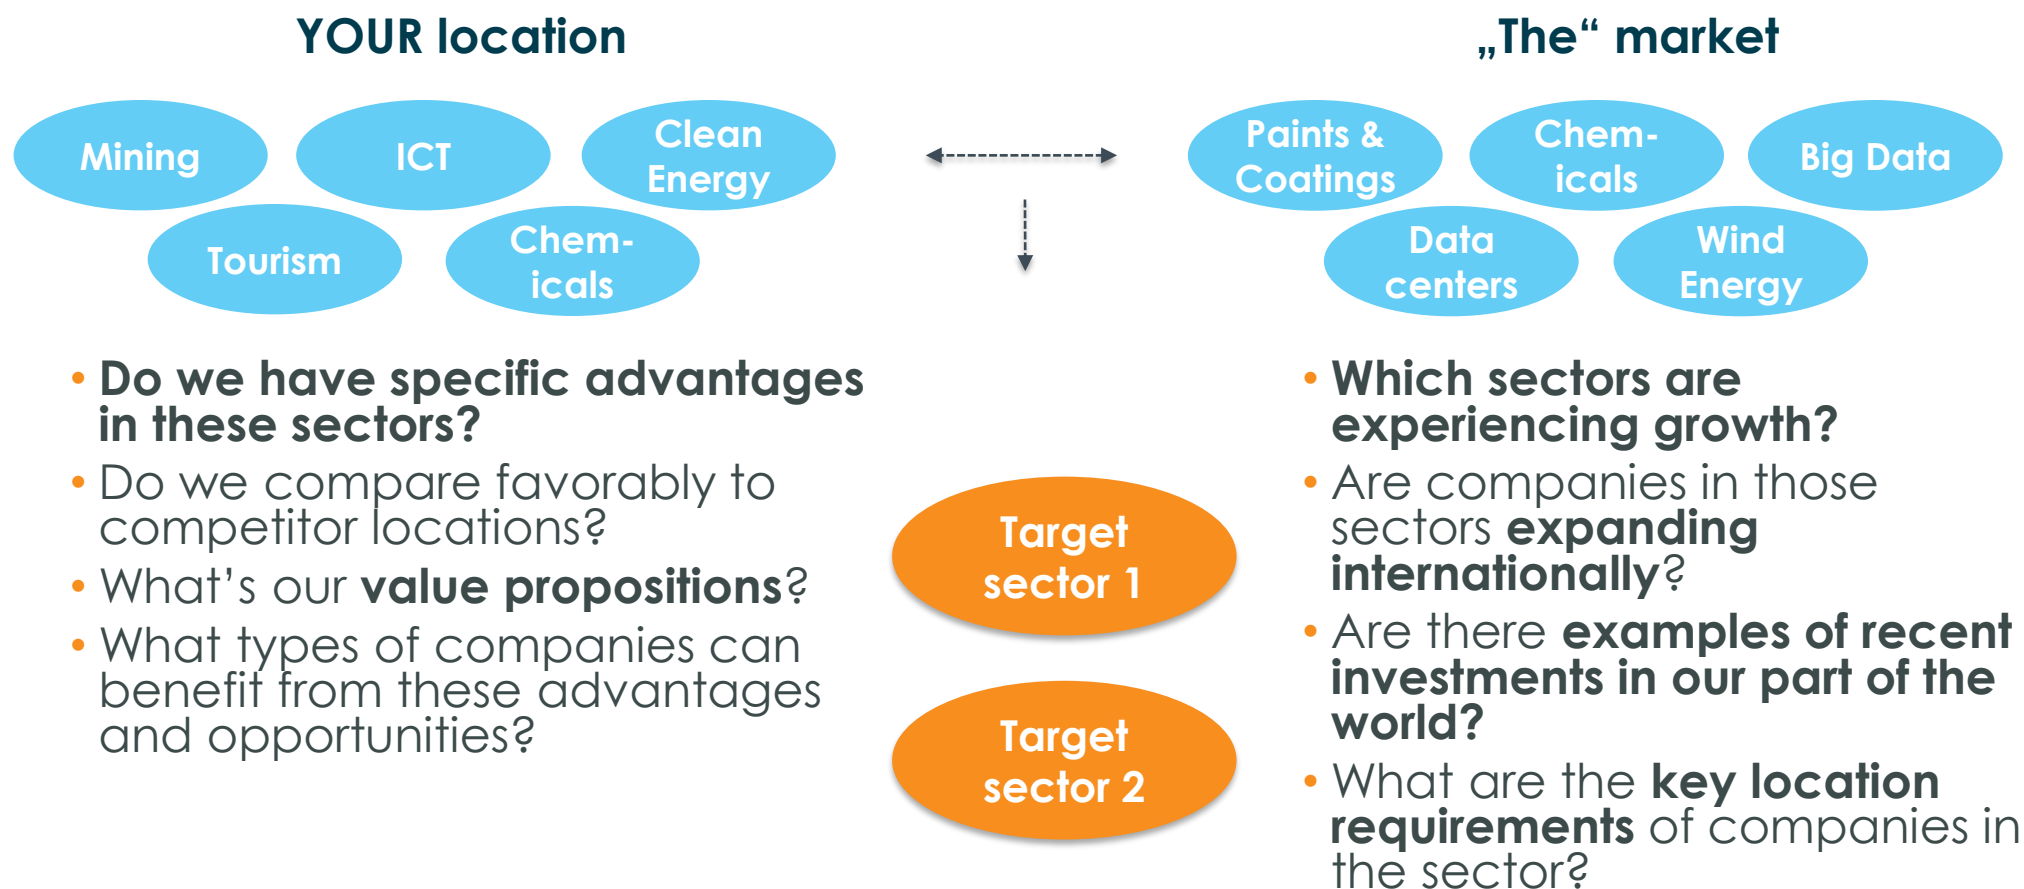 YOUR location
Mining
ICT
Clean
Energy
Tourism
Chem-
icals
• Do we have specific advantages
in these sectors?
• Do we compare favorably to
competitor locations?
• What’s our value propositions?
• What types of companies can
benefit from these advantages
and opportunities?
Target
sector 1
Target
sector 2
„The“ market
Paints &
Coatings
Chem-
icals
Big Data
Data
centers
Wind
Energy
• Which sectors are
experiencing growth?
• Are companies in those
sectors expanding
internationally?
• Are there examples of recent
investments in our part of the
world?
• What are the key location
requirements of companies in
the sector?